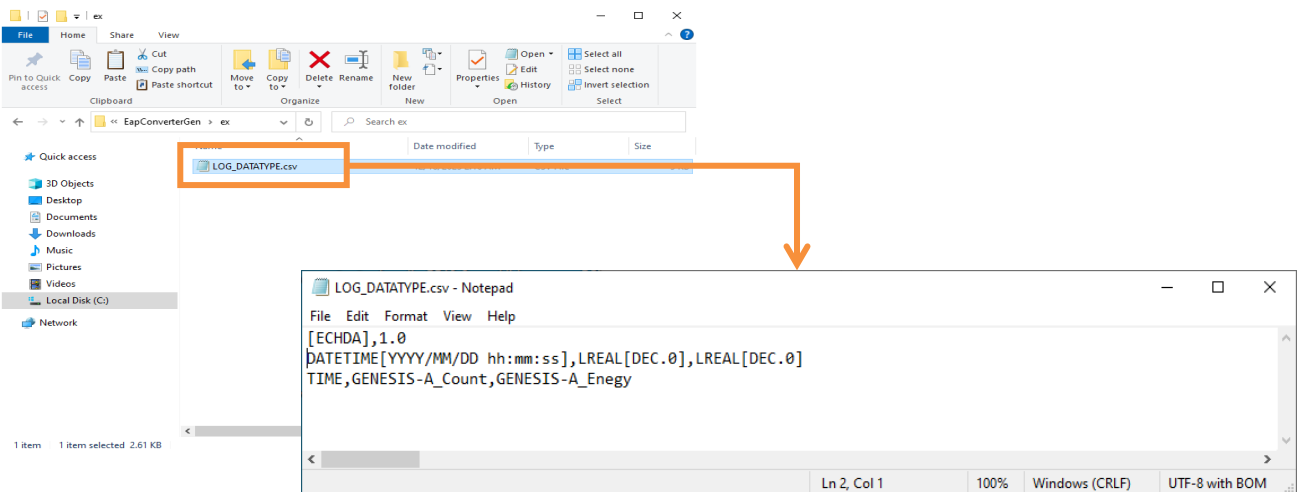 ex
File Home Share View
Pin to Quick access
Copy
Paste
Cut
Copy path
Paste shortcut
Clipboard
Move to
Copy to
Delete
Rename
Organize
New folder
New
Properties
Open
Edit
History
Open
Select all
Select none
Invert selection
Select
« EapConverterGen › ex
Search ex
Date modified Type Size
Quick access
3D Objects
Desktop
Documents
Downloads
Music
Pictures
Videos
Local Disk (C:)
Network
LOG_DATATYPE.csv
1 item 1 item selected 2.61 KB
LOG_DATATYPE.csv - Notepad
File Edit Format View Help
[ECHDA],1.0
DATETIME[YYYY/MM/DD hh:mm:ss],LREAL[DEC.0],LREAL[DEC.0]
TIME,GENESIS-A_Count,GENESIS-A_Enegy
Ln 2, Col 1 100% Windows (CRLF) UTF-8 with BOM